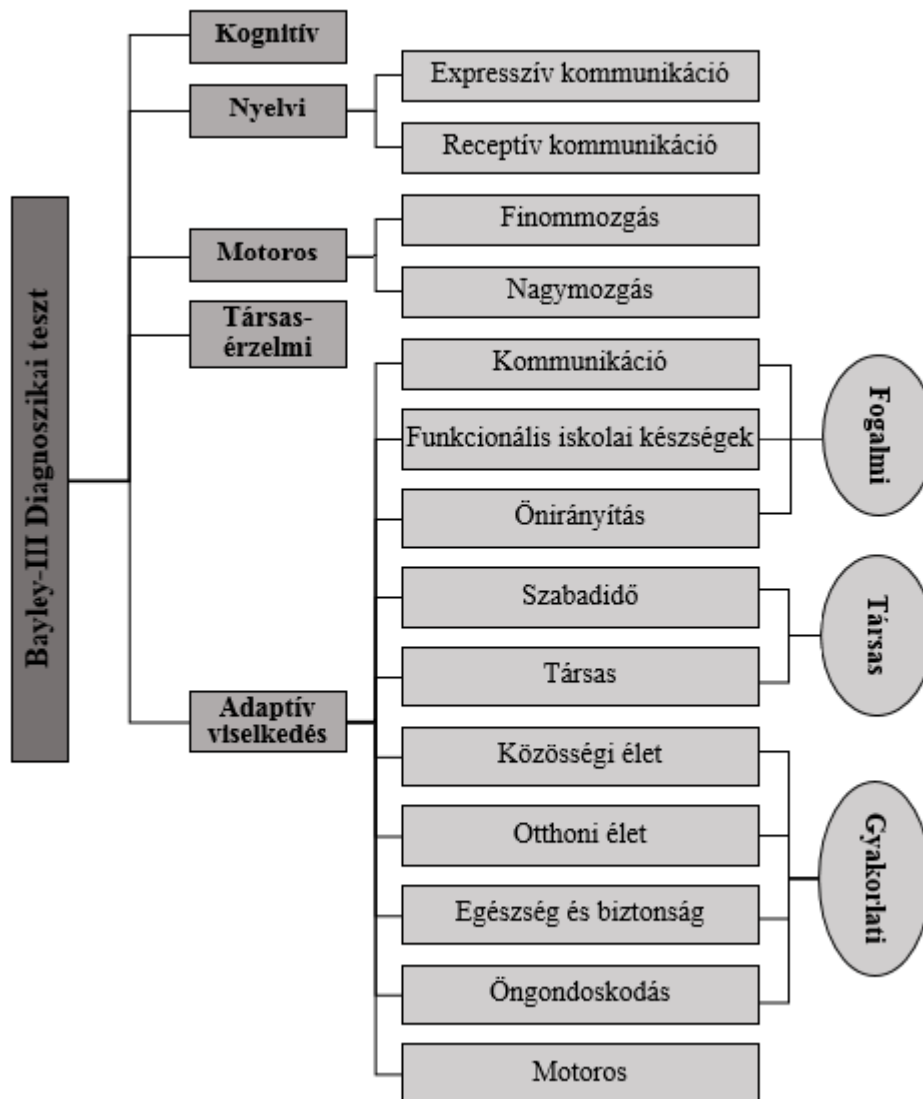 Bayley-III Diagnoszikai teszt
Kognitív
Nyelvi
Expresszív kommunikáció
Receptív kommunikáció
Motoros
Finommozgás
Nagymozgás
Társas-
érzelmi
Adaptív
viselkedés
Kommunikáció
Funkcionális iskolai készségek
Önirányítás
Szabadidő
Társas
Közösségi élet
Otthoni élet
Egészség és biztonság
Öngondoskodás
Motoros
Fogalmi
Társas
Gyakorlati